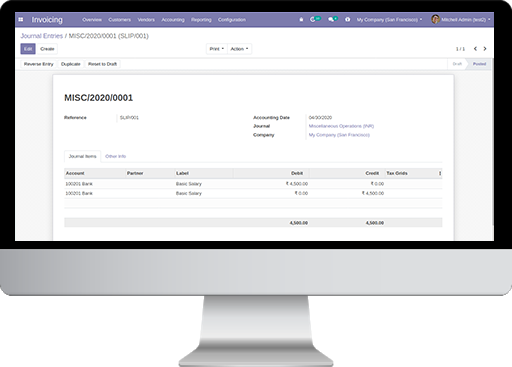 Invoicing Overview Customers Vendors Accounting Reporting Configuration My Company (San Francisco) Mitchell Admin (test2)
Journal Entries / MISC/2020/0001 (SLIP/001)
Edit Create Print Action 1 / 1
Reverse Entry Duplicate Reset to Draft Draft Posted
MISC/2020/0001
Reference SLIP/001 Accounting Date 04/30/2020
Journal Miscellaneous Operations (INR)
Company My Company (San Francisco)
Journal Items Other Info
Account Partner Label Debit Credit Tax Grids
100201 Bank Basic Salary ₹ 4,500.00 ₹ 0.00
100201 Bank Basic Salary ₹ 0.00 ₹ 4,500.00
4,500.00 4,500.00